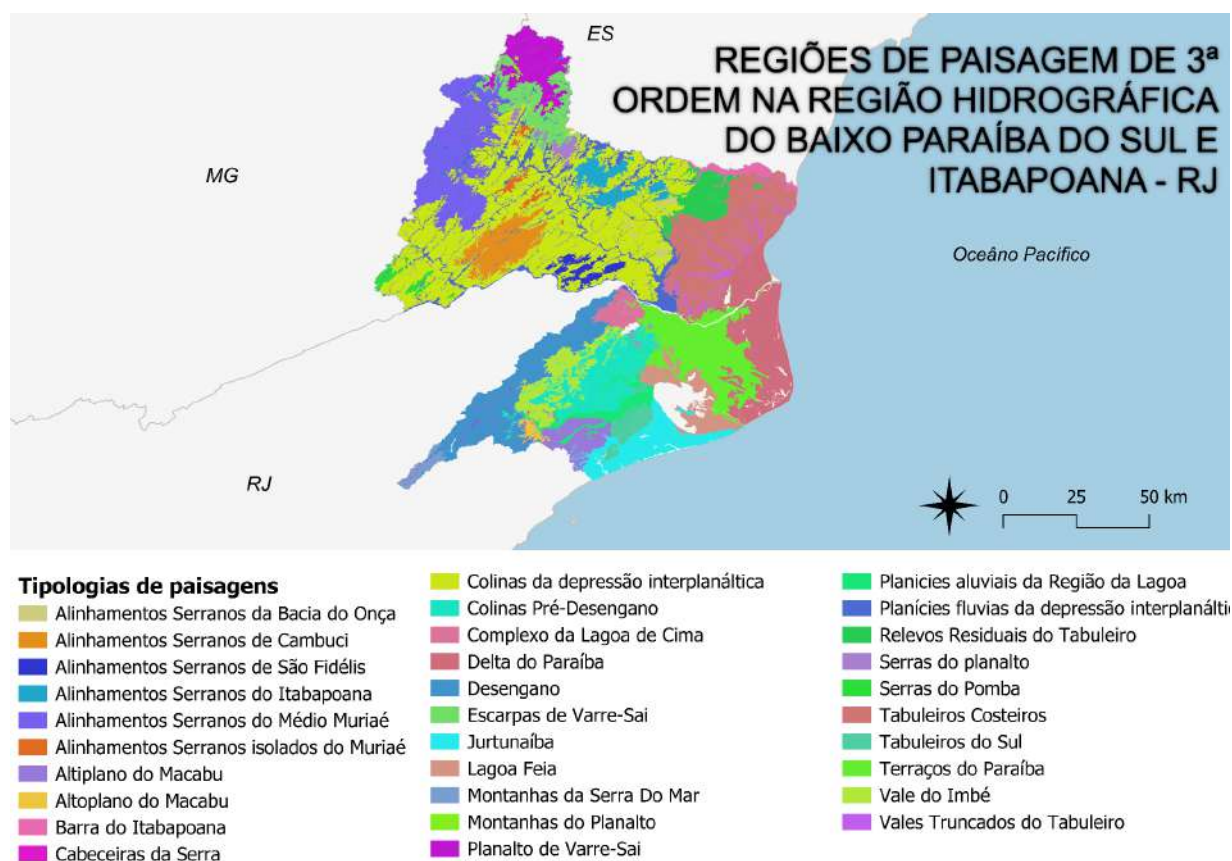 ES
REGIÕES DE PAISAGEM DE 3ª
ORDEM NA REGIÃO HIDROGRÁFICA
DO BAIXO PARAÍBA DO SUL E
ITABAPOANA - RJ
MG
Oceâno Pacifico
RJ
0 25 50 km
Tipologias de paisagens
Alinhamentos Serranos da Bacia do Onça
Alinhamentos Serranos de Cambuci
Alinhamentos Serranos de São Fidélis
Alinhamentos Serranos do Itabapoana
Alinhamentos Serranos do Médio Muriaé
Alinhamentos Serranos isolados do Muriaé
Altiplano do Macabu
Altoplano do Macabu
Barra do Itabapoana
Cabeceiras da Serra
Colinas da depressão interplanáltica
Colinas Pré-Desengano
Complexo da Lagoa de Cima
Delta do Paraíba
Desengano
Escarpas de Varre-Sai
Jurtunaíba
Lagoa Feia
Montanhas da Serra Do Mar
Montanhas do Planalto
Planalto de Varre-Sai
Planicies aluviais da Região da Lagoa
Planícies fluvias da depressão interplanáltic
Relevos Residuais do Tabuleiro
Serras do planalto
Serras do Pomba
Tabuleiros Costeiros
Tabuleiros do Sul
Terraços do Paraíba
Vale do Imbé
Vales Truncados do Tabuleiro